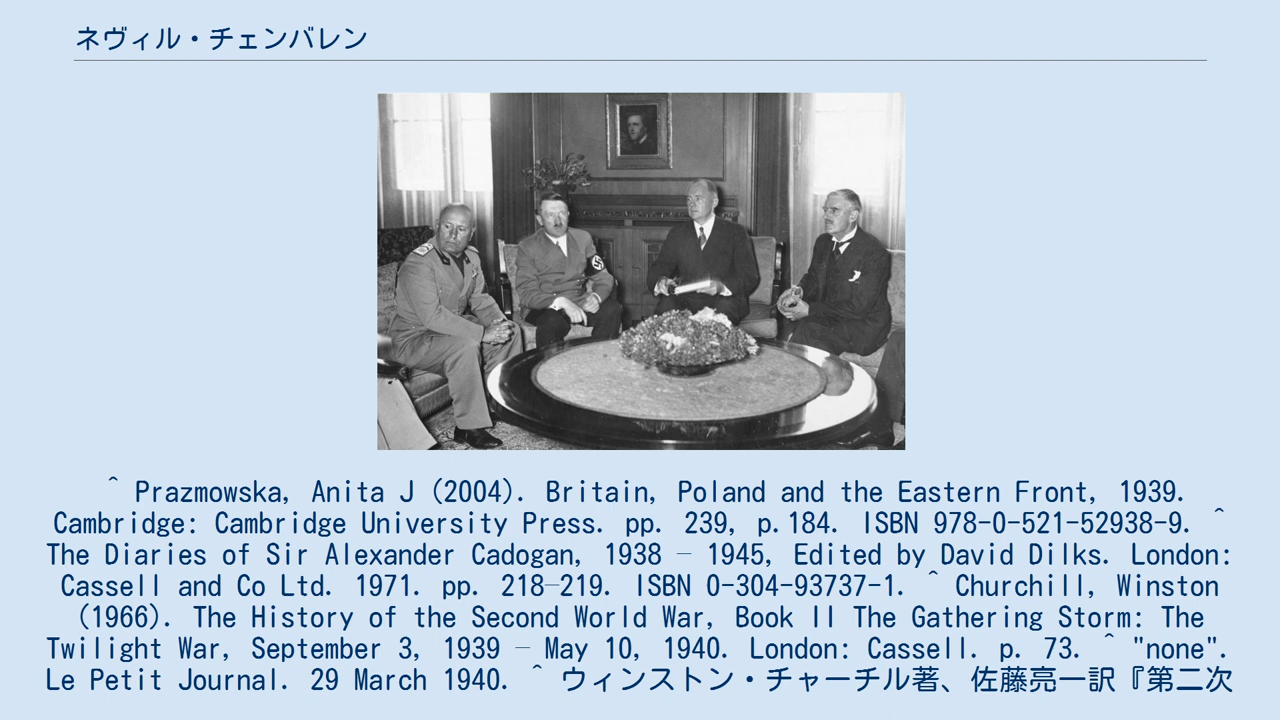 ネヴィル・チェンバレン
^ Prazmowska, Anita J (2004). Britain, Poland and the Eastern Front, 1939.
Cambridge: Cambridge University Press. pp. 239, p.184. ISBN 978-0-521-52938-9. ^
The Diaries of Sir Alexander Cadogan, 1938 – 1945, Edited by David Dilks. London:
Cassell and Co Ltd. 1971. pp. 218–219. ISBN 0-304-93737-1. ^ Churchill, Winston
(1966). The History of the Second World War, Book II The Gathering Storm: The
Twilight War, September 3, 1939 – May 10, 1940. London: Cassell. p. 73. ^ "none".
Le Petit Journal. 29 March 1940. ^ ウィンストン・チャーチル著、佐藤亮一訳『第二次